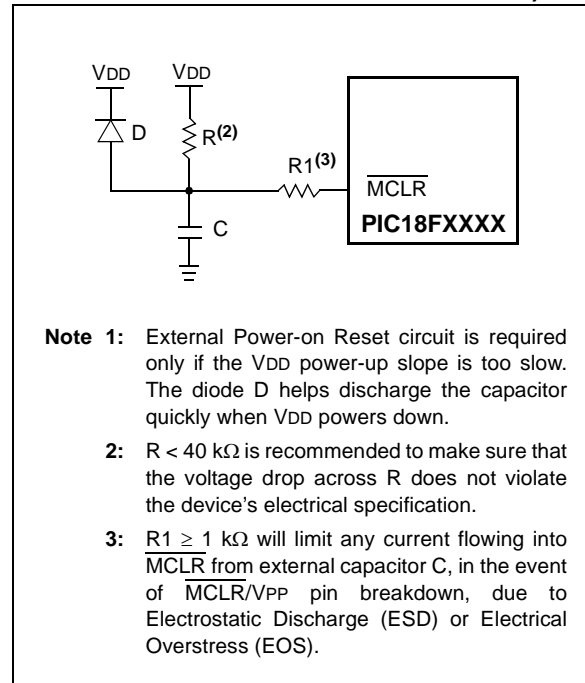 VDD VDD
D R(2)
R1(3)
MCLR
C PIC18FXXXX
Note 1: External Power-on Reset circuit is required
only if the VDD power-up slope is too slow.
The diode D helps discharge the capacitor
quickly when VDD powers down.
2: R < 40 kΩ is recommended to make sure that
the voltage drop across R does not violate
the device's electrical specification.
3: R1 ≥ 1 kΩ will limit any current flowing into
MCLR from external capacitor C, in the event
of MCLR/VPP pin breakdown, due to
Electrostatic Discharge (ESD) or Electrical
Overstress (EOS).